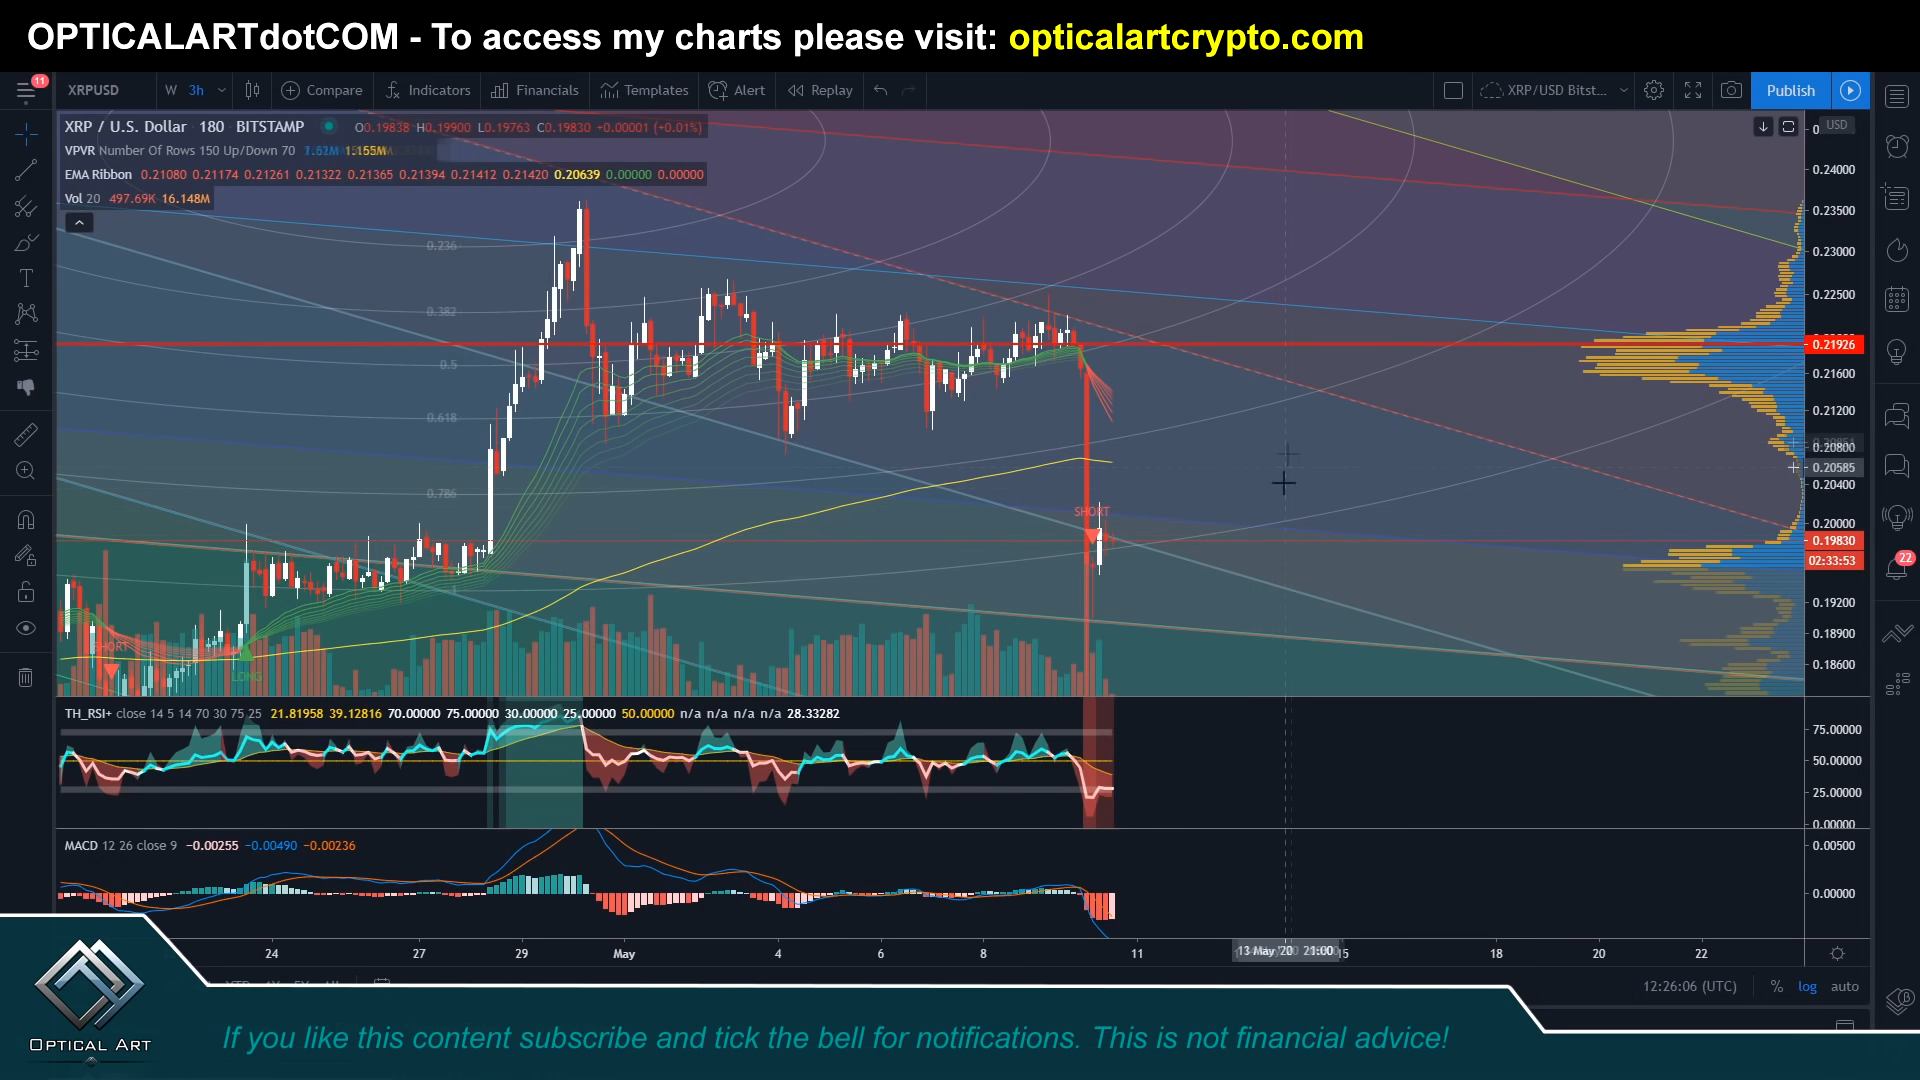 OPTICALARTdotCOM - To access my charts please visit: opticalartcrypto.com
11
XRPUSD W 3h Compare Indicators Financials Templates Alert Replay XRP/USD Bitst... Publish
XRP / U.S. Dollar 180 BITSTAMP O0.19838 H0.19900 L0.19763 C0.19830 +0.00001 (+0.01%)
USD
VPVR Number Of Rows 150 Up/Down 70
EMA Ribbon 0.21080 0.21174 0.21261 0.21322 0.21365 0.21394 0.21412 0.21420 0.20639 0.00000 0.00000
Vol 20 497.69K 16.148M
0.24000
0.23500
0.23000
0.22500
0.21926
0.21600
0.21200
0.20800
0.20585
0.20400
0.20000
0.19830
02:33:53
0.19200
0.18900
0.18600
22
0.236
0.382
0.5
0.618
0.786
1
SHORT
SHORT
LONG
TH_RSI+ close 14 5 14 70 30 75 25 21.81958 39.12816 70.00000 75.00000 30.00000 25.00000 50.00000 n/a n/a n/a n/a 28.33282
75.00000
50.00000
25.00000
0.00000
MACD 12 26 close 9 −0.00255 −0.00490 −0.00236
0.00500
0.00000
24 27 29 May 4 6 8 11 13 May '20 15 18 20 22
12:26:06 (UTC) % log auto
OPTICAL ART
If you like this content subscribe and tick the bell for notifications. This is not financial advice!